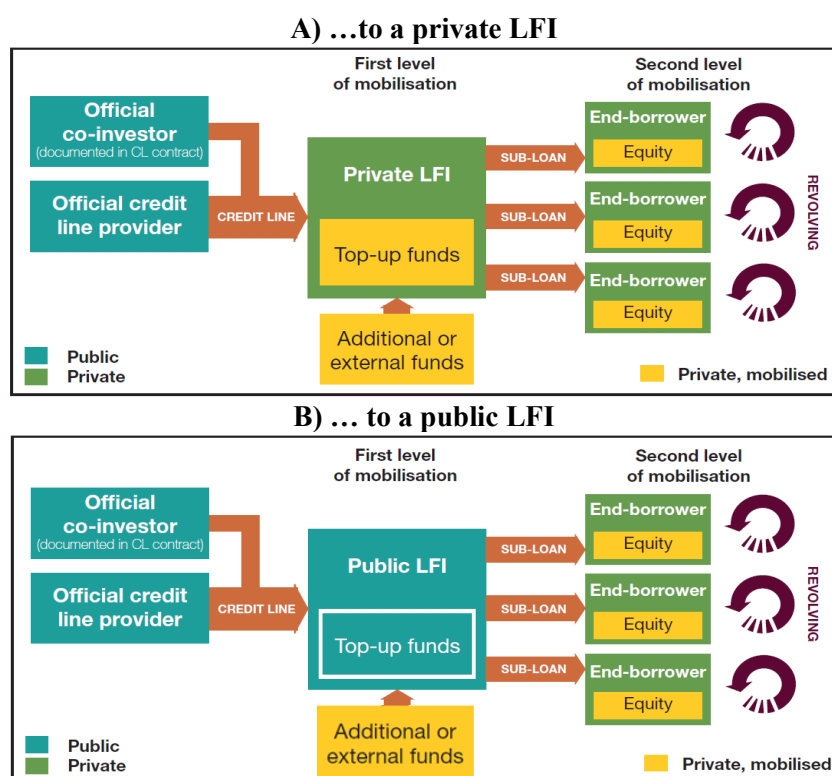 A) …to a private LFI
First level
of mobilisation
Second level
of mobilisation
Official
co-investor
(documented in CL contract)
Official credit
line provider
CREDIT LINE
Private LFI
Top-up funds
Additional or
external funds
SUB-LOAN
SUB-LOAN
SUB-LOAN
End-borrower
Equity
End-borrower
Equity
End-borrower
Equity
REVOLVING
Public
Private
Private, mobilised
B) … to a public LFI
First level
of mobilisation
Second level
of mobilisation
Official
co-investor
(documented in CL contract)
Official credit
line provider
CREDIT LINE
Public LFI
Top-up funds
Additional or
external funds
SUB-LOAN
SUB-LOAN
SUB-LOAN
End-borrower
Equity
End-borrower
Equity
End-borrower
Equity
REVOLVING
Public
Private
Private, mobilised